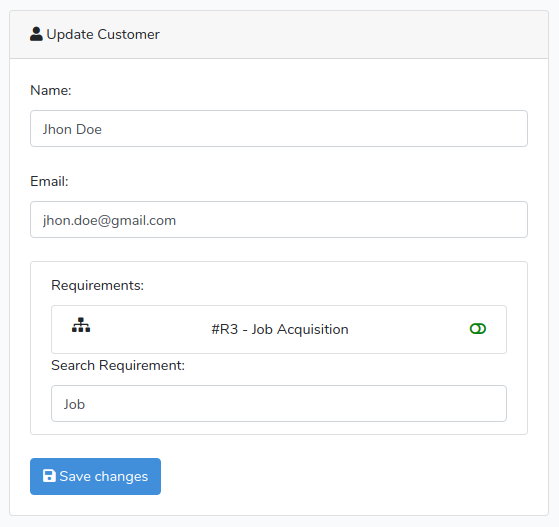 Update Customer
Name:
Jhon Doe
Email:
jhon.doe@gmail.com
Requirements:
#R3 - Job Acquisition
Search Requirement:
Job
Save changes